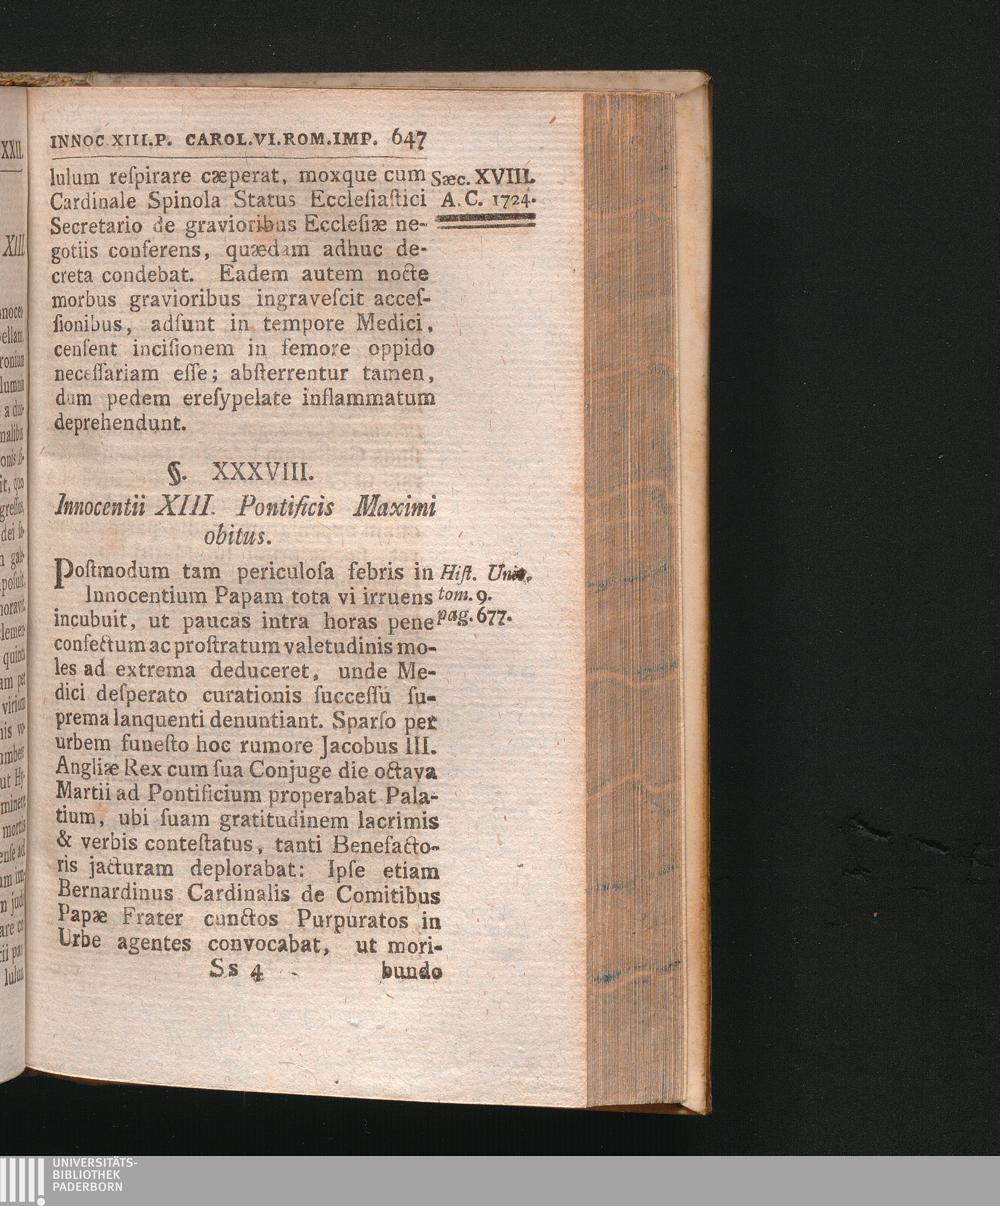 INNOC XIII.P. CAROL.VI.ROM.IMP. 647
lulum reſpirare cæperat, moxque cum
Cardinale Spinola Status Eccleſiaſtici
Secretario de gravioribus Eccleſiæ ne-
gotiis conferens, quædam adhuc de-
creta condebat. Eadem autem nocte
morbus gravioribus ingraveſcit acceſ-
ſionibus, adſunt in tempore Medici,
cenſent inciſionem in femore oppido
neceſſariam eſſe; abſterrentur tamen,
dum pedem ereſypelate inflammatum
deprehendunt.
Sæc. XVIII.
A. C. 1724.
§. XXXVIII.
Innocentii XIII. Pontificis Maximi
obitus.
Poſtmodum tam periculoſa febris in
Innocentium Papam tota vi irruens
incubuit, ut paucas intra horas pene
confectum ac proſtratum valetudinis mo-
les ad extrema deduceret, unde Me-
dici deſperato curationis ſucceſſu ſu-
prema lanquenti denuntiant. Sparſo per
urbem funeſto hoc rumore Jacobus III.
Angliæ Rex cum ſua Conjuge die octava
Martii ad Pontificium properabat Pala-
tium, ubi ſuam gratitudinem lacrimis
& verbis conteſtatus, tanti Benefacto-
ris jacturam deplorabat: Ipſe etiam
Bernardinus Cardinalis de Comitibus
Papæ Frater cunctos Purpuratos in
Urbe agentes convocabat, ut mori-
Hiſt. Univ.
tom. 9.
pag. 677.
Ss 4 bundo
XXII.
XIII.
UNIVERSITÄTS-
BIBLIOTHEK
PADERBORN